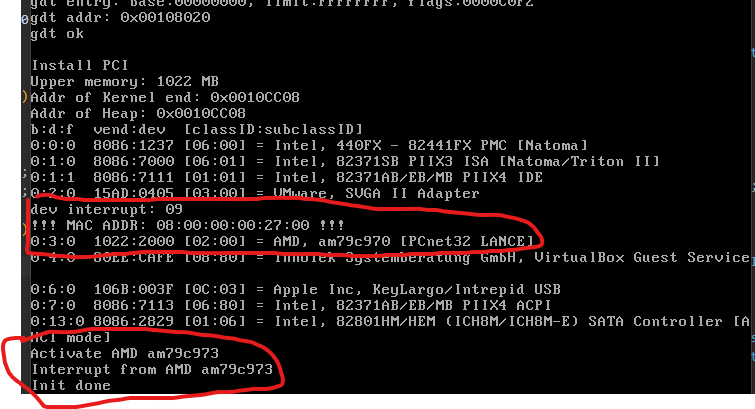 gdt entry: Base:00000000, limit:ffffffff, Flags:0000C0F2
gdt addr: 0x00108020
gdt ok
Install PCI
Upper memory: 1022 MB
Addr of Kernel end: 0x0010CC08
Addr of Heap: 0x0010CC08
b:d:f vend:dev [classID:subclassID]
0:0:0 8086:1237 [06:00] = Intel, 440FX - 82441FX PMC [Natoma]
0:1:0 8086:7000 [06:01] = Intel, 82371SB PIIX3 ISA [Natoma/Triton II]
0:1:1 8086:7111 [01:01] = Intel, 82371AB/EB/MB PIIX4 IDE
0:2:0 15AD:0405 [03:00] = VMware, SVGA II Adapter
dev interrupt: 09
!!! MAC ADDR: 08:00:00:00:27:00 !!!
0:3:0 1022:2000 [02:00] = AMD, am79c970 [PCnet32 LANCE]
0:4:0 80EE:CAFE [08:80] = InnoTek Systemberatung GmbH, VirtualBox Guest Service
0:6:0 106B:003F [0C:03] = Apple Inc, KeyLargo/Intrepid USB
0:7:0 8086:7113 [06:80] = Intel, 82371AB/EB/MB PIIX4 ACPI
0:13:0 8086:2829 [01:06] = Intel, 82801HM/HEM (ICH8M/ICH8M-E) SATA Controller [A
HCI mode]
Activate AMD am79c973
Interrupt from AMD am79c973
Init done